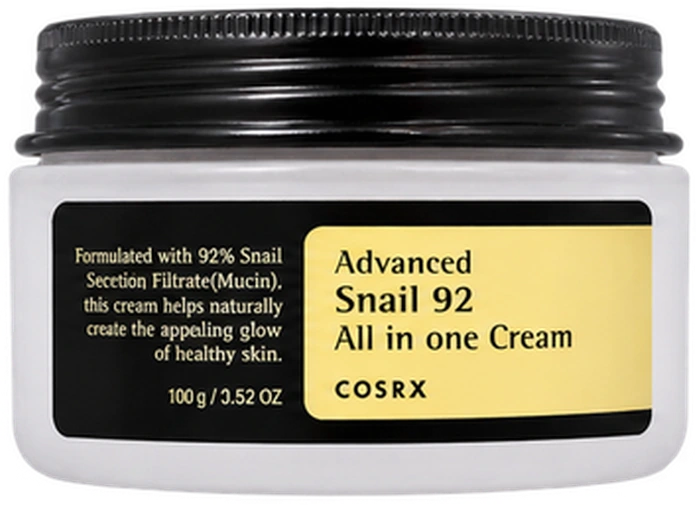 Formulated with 92% Snail
Secetion Filtrate(Mucin),
this cream helps naturally
create the appealing glow
of healthy skin.
100 g / 3.52 OZ
Advanced
Snail 92
All in one Cream
COSRX